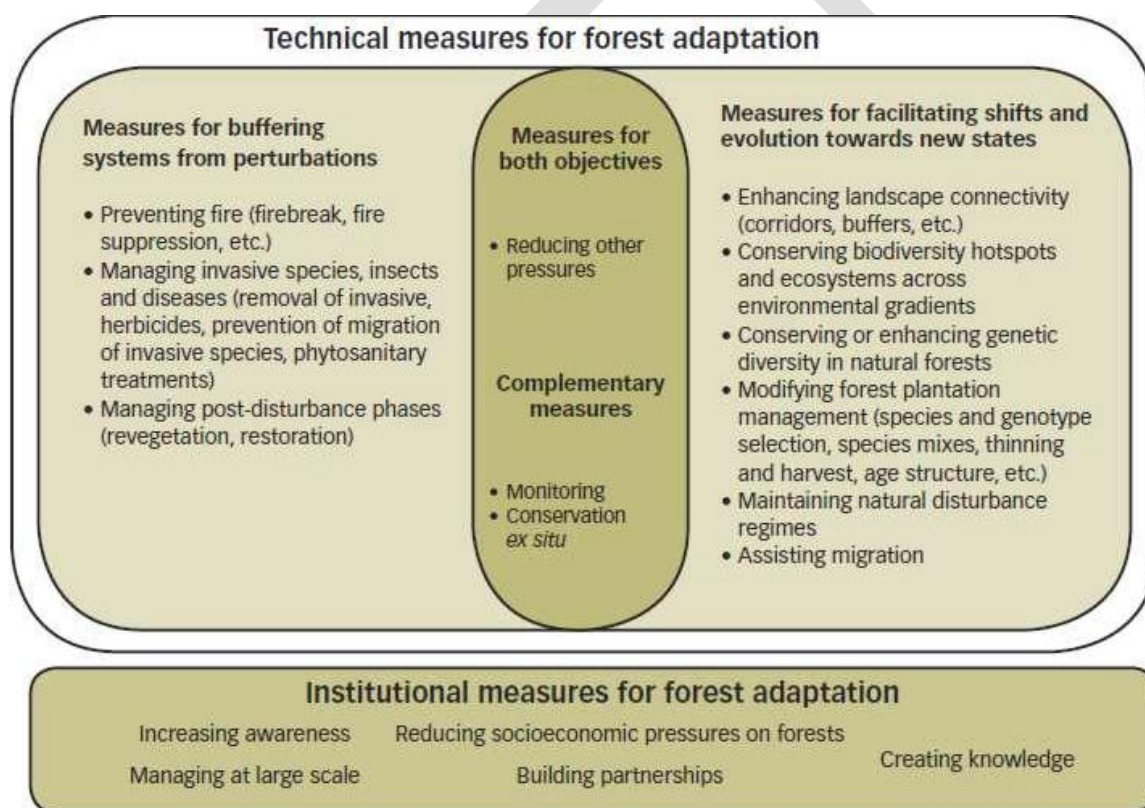 Technical measures for forest adaptation
Measures for buffering
systems from perturbations
• Preventing fire (firebreak, fire
suppression, etc.)
• Managing invasive species, insects
and diseases (removal of invasive,
herbicides, prevention of migration
of invasive species, phytosanitary
treatments)
• Managing post-disturbance phases
(revegetation, restoration)
Measures for
both objectives
• Reducing other
pressures
Complementary
measures
• Monitoring
• Conservation
ex situ
Measures for facilitating shifts and
evolution towards new states
• Enhancing landscape connectivity
(corridors, buffers, etc.)
• Conserving biodiversity hotspots
and ecosystems across
environmental gradients
• Conserving or enhancing genetic
diversity in natural forests
• Modifying forest plantation
management (species and genotype
selection, species mixes, thinning
and harvest, age structure, etc.)
• Maintaining natural disturbance
regimes
• Assisting migration
Institutional measures for forest adaptation
Increasing awareness
Reducing socioeconomic pressures on forests
Creating knowledge
Managing at large scale
Building partnerships